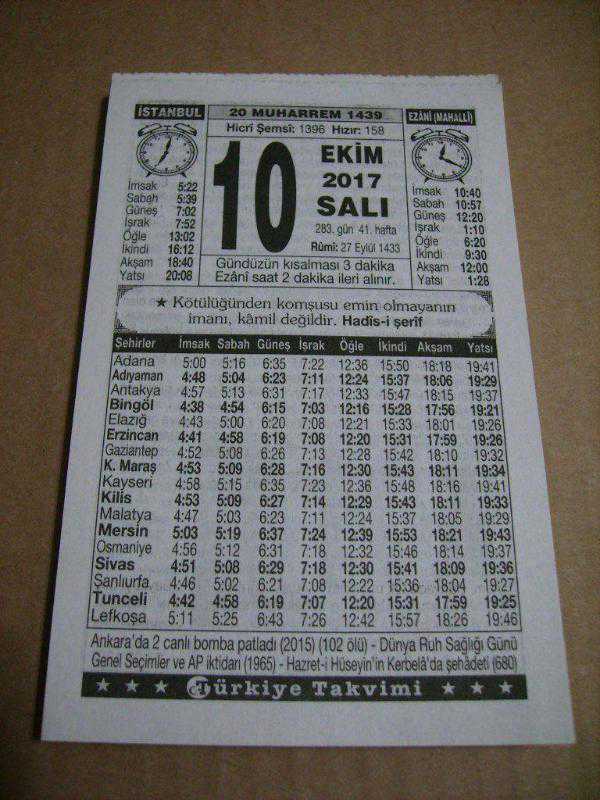 İSTANBUL
20 MUHARREM 1439
EZÂNİ (MAHALLÎ)
Hicri Şemsî: 1396 Hızır: 158
10
EKİM
2017
SALI
283. gün 41. hafta
Rûmî: 27 Eylül 1433
İmsak 5:22
Sabah 5:39
Güneş 7:02
İşrak 7:52
Öğle 13:02
İkindi 16:12
Akşam 18:40
Yatsı 20:08
İmsak 10:40
Sabah 10:57
Güneş 12:20
İşrak 1:10
Öğle 6:20
İkindi 9:30
Akşam 12:00
Yatsı 1:28
Gündüzün kısalması 3 dakika
Ezânî saat 2 dakika ileri alınır.
★ Kötülüğünden komşusu emin olmayanın
imanı, kâmil değildir. Hadîs-i şerîf
Şehirler İmsak Sabah Güneş İşrak Öğle İkindi Akşam Yatsı
Adana 5:00 5:16 6:35 7:22 12:36 15:50 18:18 19:41
Adıyaman 4:48 5:04 6:23 7:11 12:24 15:37 18:06 19:29
Antakya 4:57 5:13 6:31 7:17 12:33 15:47 18:15 19:37
Bingöl 4:38 4:54 6:15 7:03 12:16 15:28 17:56 19:21
Elazığ 4:43 5:00 6:20 7:08 12:21 15:33 18:01 19:26
Erzincan 4:41 4:58 6:19 7:08 12:20 15:31 17:59 19:26
Gaziantep 4:52 5:08 6:26 7:13 12:28 15:42 18:10 19:32
K. Maraş 4:53 5:09 6:28 7:16 12:30 15:43 18:11 19:34
Kayseri 4:58 5:15 6:35 7:23 12:36 15:48 18:16 19:41
Kilis 4:53 5:09 6:27 7:14 12:29 15:43 18:11 19:33
Malatya 4:47 5:03 6:23 7:11 12:24 15:37 18:05 19:29
Mersin 5:03 5:19 6:37 7:24 12:39 15:53 18:21 19:43
Osmaniye 4:56 5:12 6:31 7:18 12:32 15:46 18:14 19:37
Sivas 4:51 5:08 6:29 7:18 12:30 15:41 18:09 19:36
Şanlıurfa 4:46 5:02 6:21 7:08 12:22 15:36 18:04 19:27
Tunceli 4:42 4:58 6:19 7:07 12:20 12:31 17:59 19:25
Lefkoşa 5:11 5:25 6:43 7:26 12:42 15:57 18:26 19:46
Ankara'da 2 canlı bomba patladı (2015) (102 ölü) - Dünya Ruh Sağlığı Günü
Genel Seçimler ve AP iktidarı (1965) - Hazret-i Hüseyin'in Kerbelâ'da şehâdeti (680)
★ ★ ★ Türkiye Takvimi ★ ★ ★